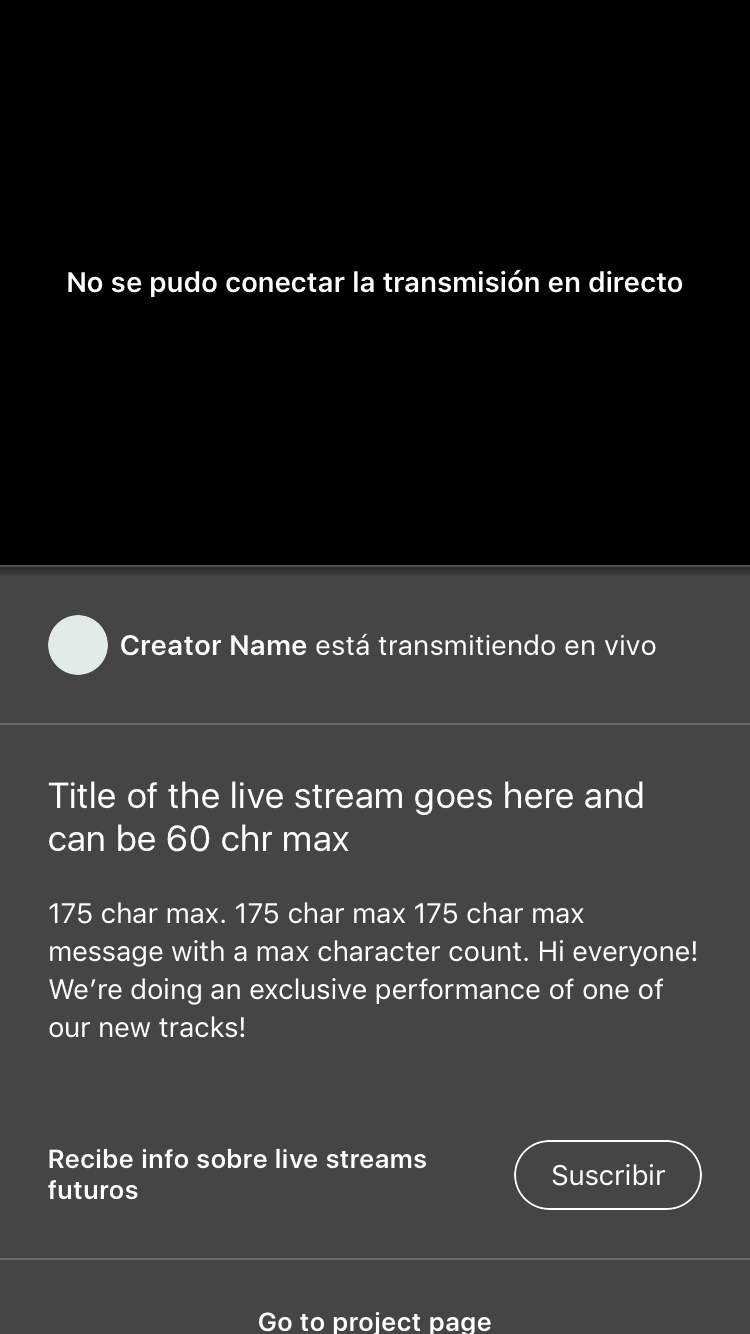 No se pudo conectar la transmisión en directo
Creator Name está transmitiendo en vivo
Title of the live stream goes here and
can be 60 chr max
175 char max. 175 char max 175 char max
message with a max character count. Hi everyone!
We’re doing an exclusive performance of one of
our new tracks!
Recibe info sobre live streams
futuros
Suscribir
Go to project page